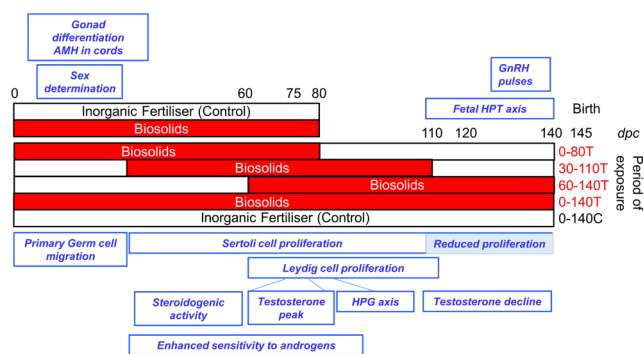 Gonad
differentiation
AMH in cords
Sex
determination
GnRH
pulses
Fetal HPT axis
0 60 75 80
Inorganic Fertiliser (Control)
Birth
Biosolids
110 120 140 145 dpc
Biosolids 0-80T
Biosolids 30-110T
Biosolids 60-140T
Biosolids 0-140T
Inorganic Fertiliser (Control) 0-140C
Period of
exposure
Primary Germ cell
migration
Sertoli cell proliferation
Reduced proliferation
Leydig cell proliferation
Steroidogenic
activity
Testosterone
peak
HPG axis
Testosterone decline
Enhanced sensitivity to androgens